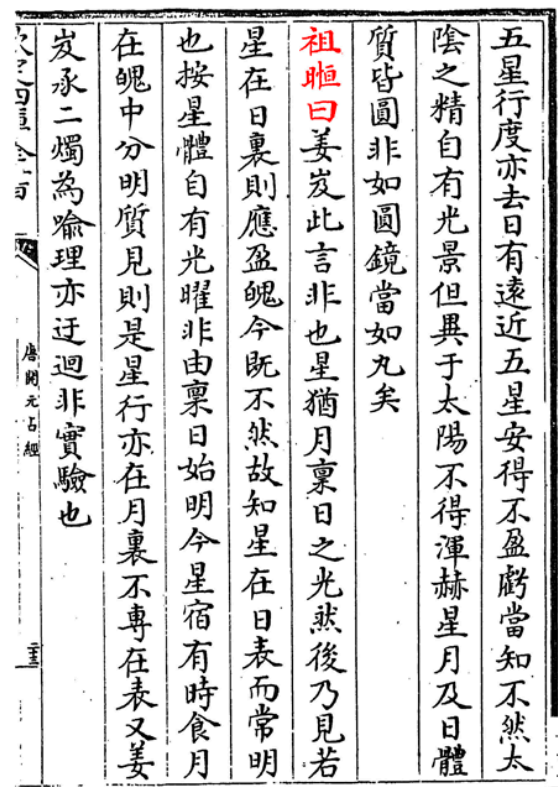 五星行度亦去日有遠近五星安得不盈虧當知不然太
陰之精自有光景但異于太陽不得渾赫星月及日體
質皆圓非如圓鏡當如丸矣
祖暅曰姜岌此言非也星猶月稟日之光然後乃見若
星在日裏則應盈魄今既不然故知星在日表而常明
也按星體自有光曜非由稟日始明今星宿有時食月
在魄中分明質見則是星行亦在月裏不專在表又姜
岌承二燭為喻理亦迂迴非實驗也
唐開元占經